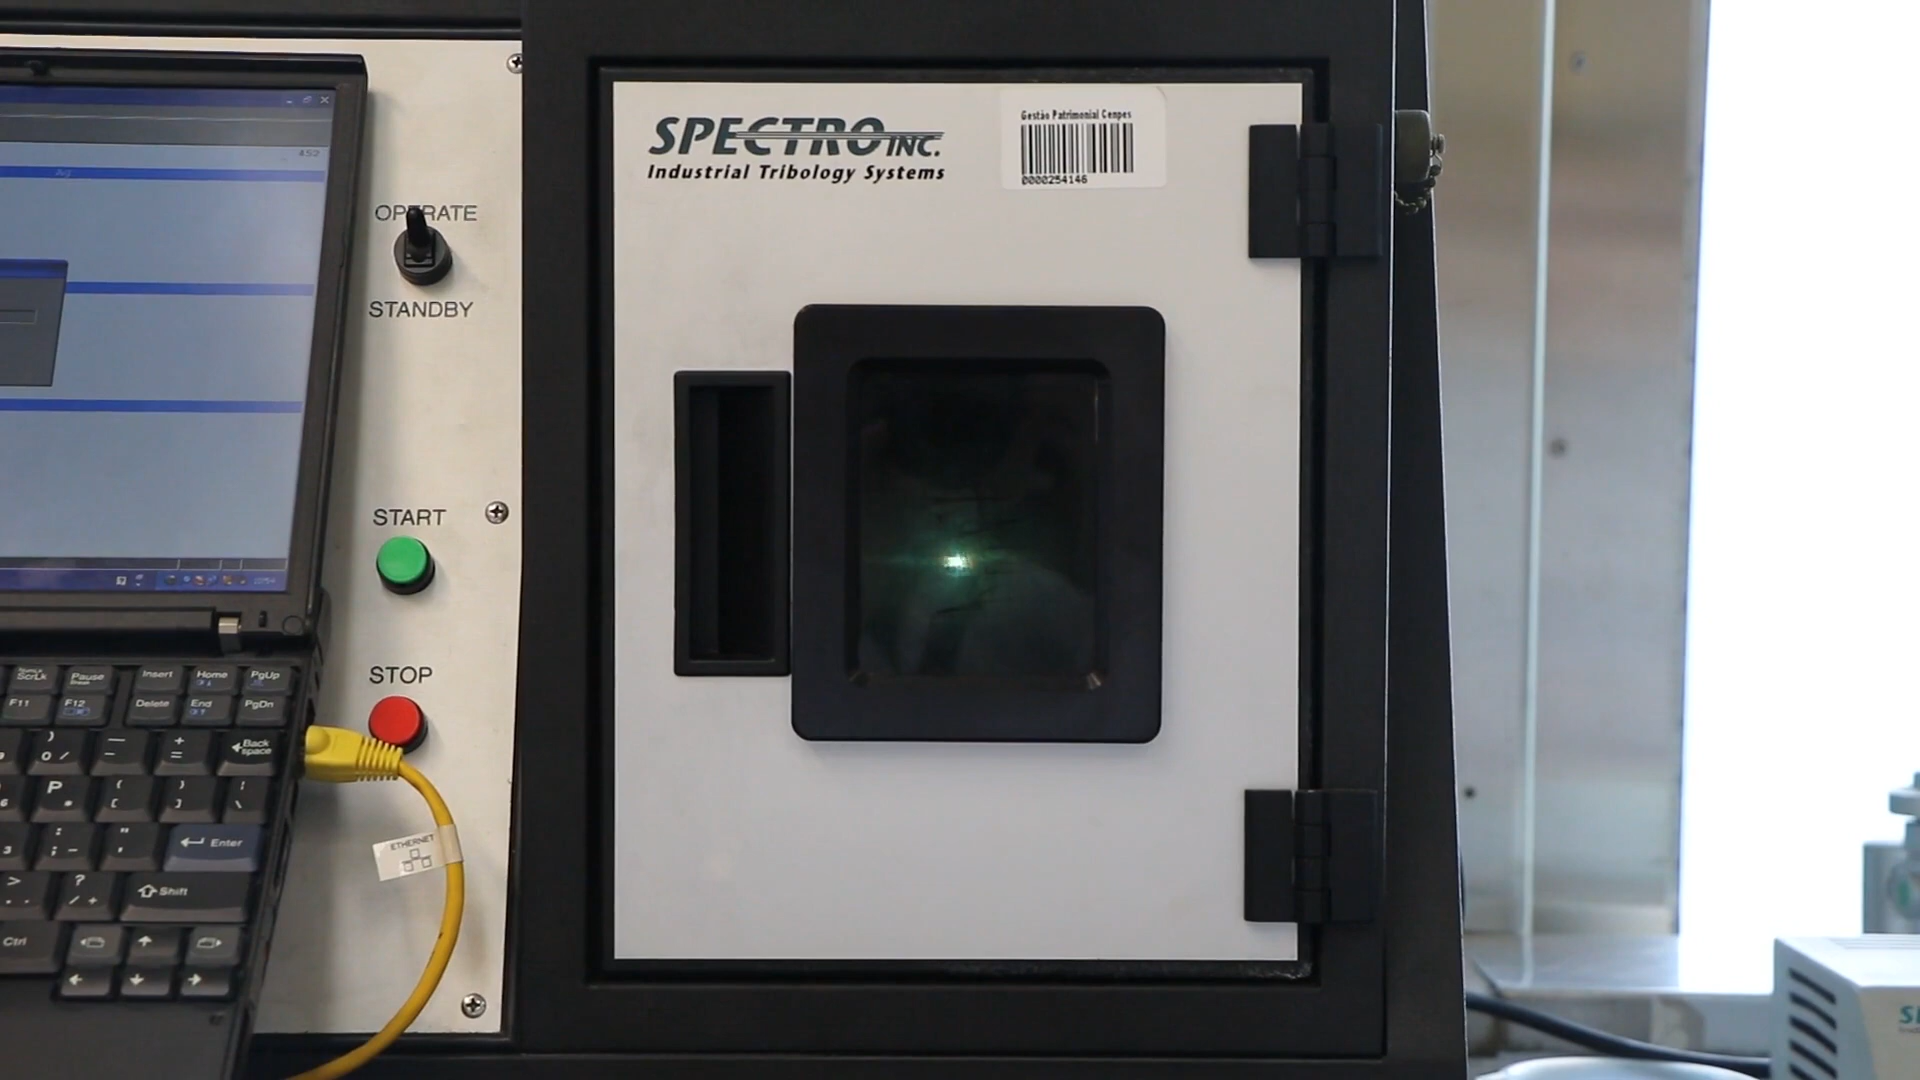 SPECTRO INC.
Industrial Tribology Systems
Gestão Patrimonial Cenpes
0000254146
OPERATE
STANDBY
START
STOP
ETHERNET
ScrLk
Pause
Insert
Home
PgUp
F11
F12
Delete
End
PgDn
) 0 /
— -
+ =
Back space
P *
{ [
} ]
| \
: ;
" '
Enter
>
? /
Shift
Ctrl